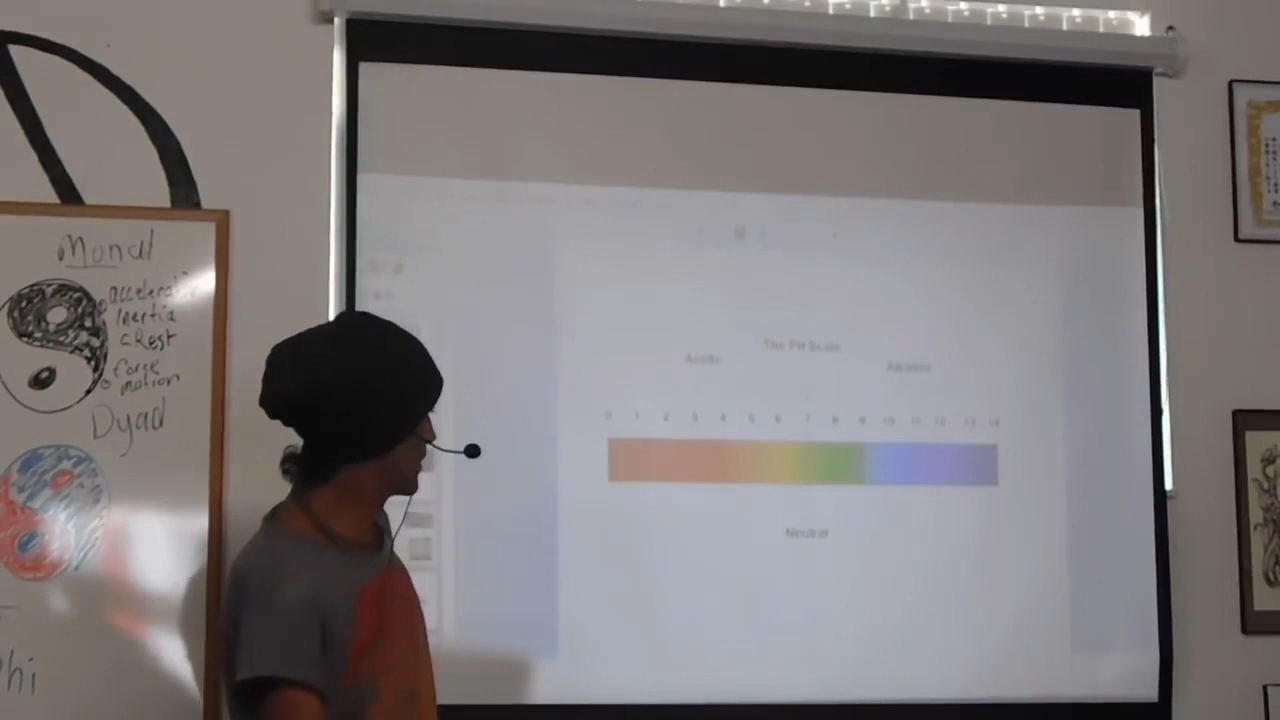 Monad
accelerati
Inertia
@Rest
Force
motion
Dyad
Phi
The PH Scale
Acidic
Alkaline
0 1 2 3 4 5 6 7 8 9 10 11 12 13 14
Neutral